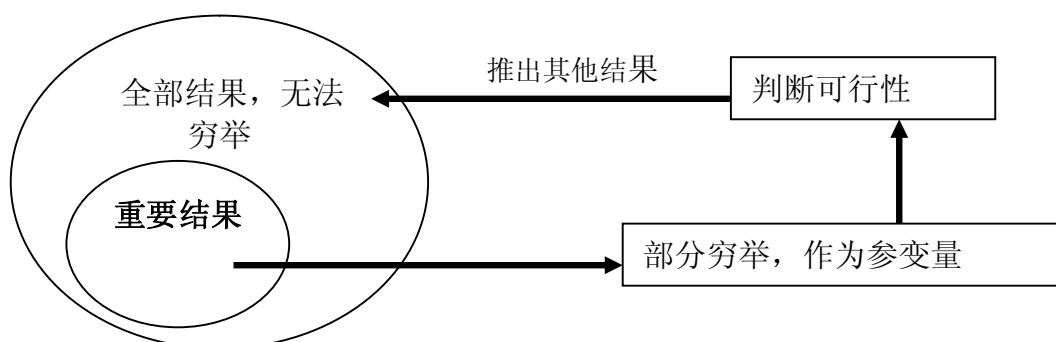 推出其他结果
判断可行性
全部结果，无法
穷举
重要结果
部分穷举，作为参变量